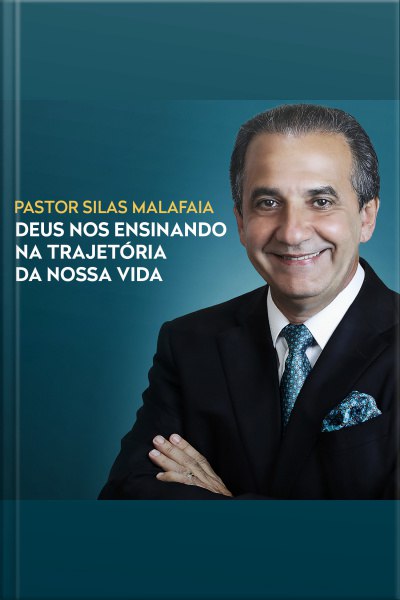 PASTOR SILAS MALAFAIA
DEUS NOS ENSINANDO
NA TRAJETÓRIA
DA NOSSA VIDA